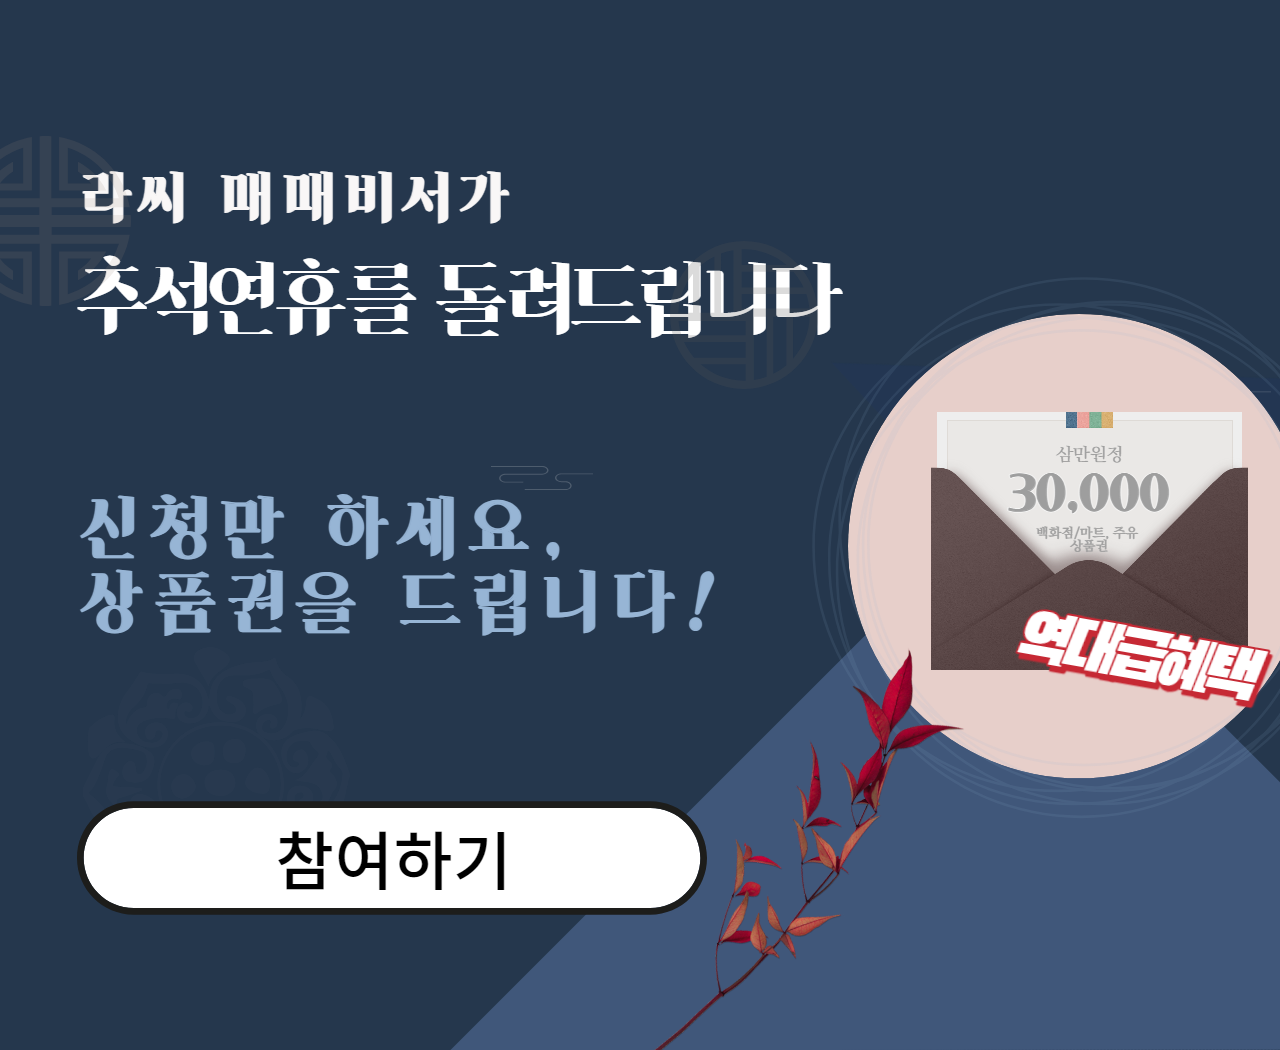 라씨 매매비서가
추석연휴를 돌려드립니다
신청만 하세요,
상품권을 드립니다!
삼만원정
30,000
백화점/마트, 주유
상품권
역대급혜택
참여하기